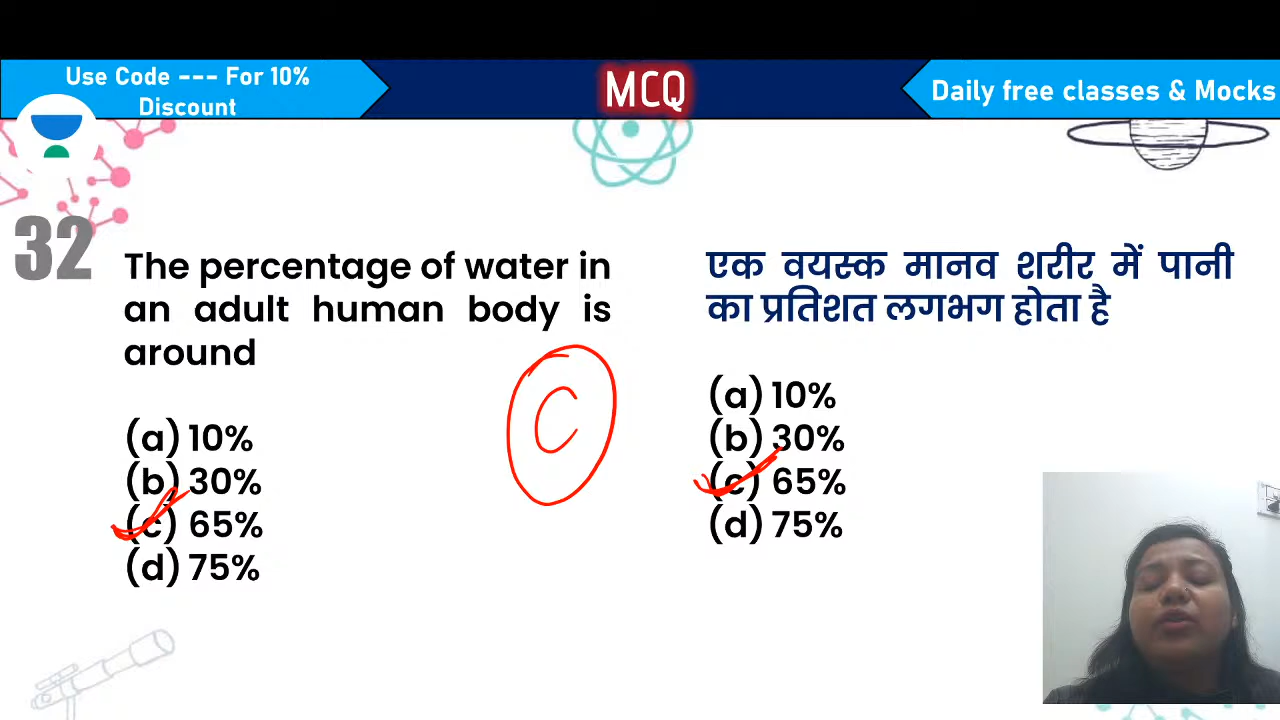 Use Code --- For 10%
Discount
MCQ
Daily free classes & Mocks
32
The percentage of water in
an adult human body is
around
(a) 10%
(b) 30%
(c) 65%
(d) 75%
C
एक वयस्क मानव शरीर में पानी
का प्रतिशत लगभग होता है
(a) 10%
(b) 30%
(c) 65%
(d) 75%